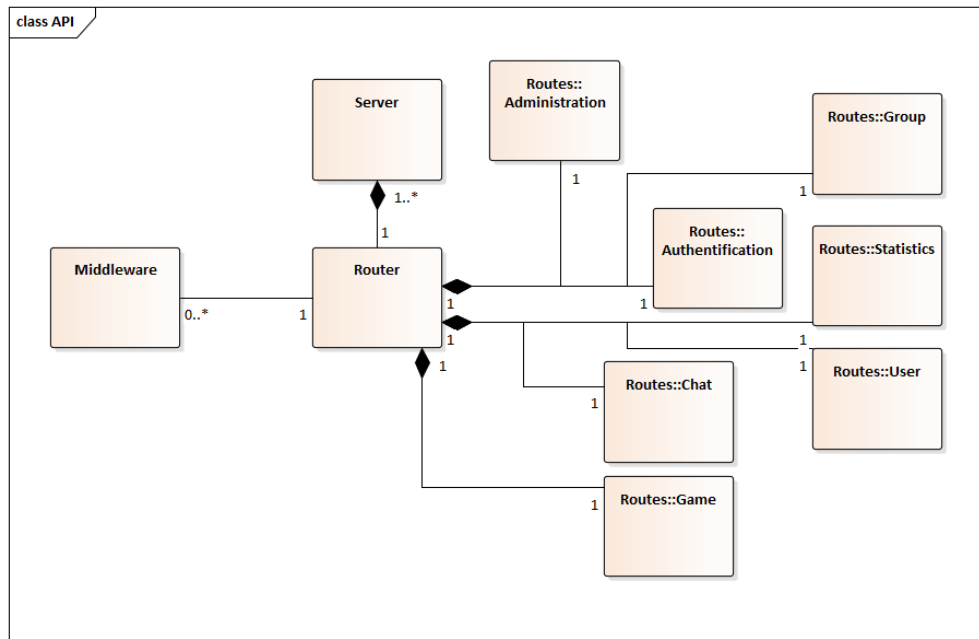 class API
Server
Routes::
Administration
Routes::Group
1..*
1
1
1
Routes::
Authentification
Routes::Statistics
Middleware
Router
0..*
1
1
1
1
1
1
1
Routes::Chat
Routes::User
1
1
Routes::Game
1